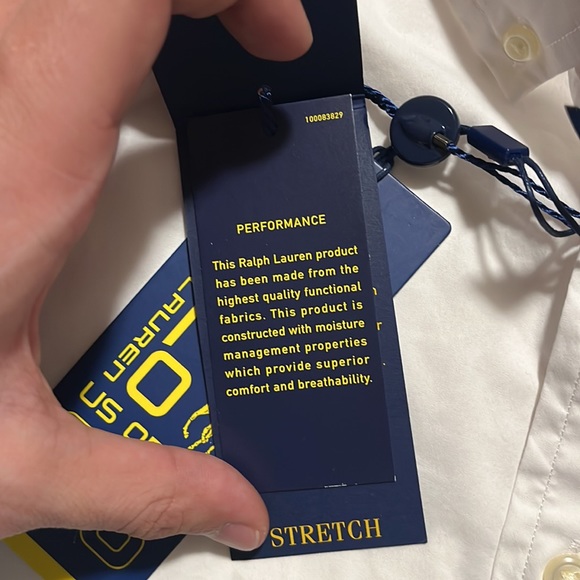 100083829
PERFORMANCE
This Ralph Lauren product
has been made from the
highest quality functional
fabrics. This product is
constructed with moisture
management properties
which provide superior
comfort and breathability.
STRETCH
LAUREN